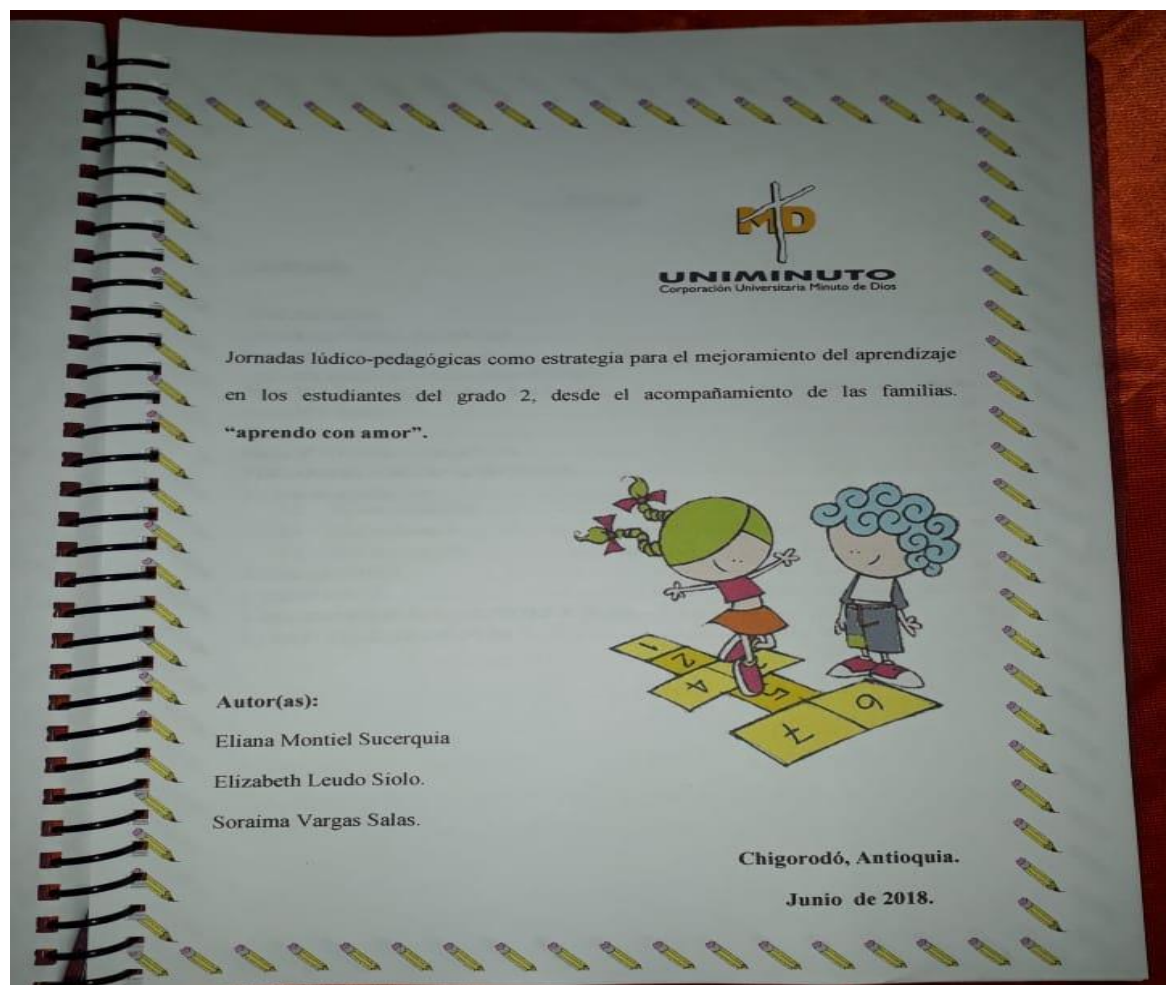 MD
UNIMINUTO
Corporación Universitaria Minuto de Dios
Jornadas lúdico-pedagógicas como estrategia para el mejoramiento del aprendizaje
en los estudiantes del grado 2, desde el acompañamiento de las familias.
“aprendo con amor”.
1
2
3
4
5
6
7
Autor(as):
Eliana Montiel Sucerquia
Elizabeth Leudo Siolo.
Soraima Vargas Salas.
Chigorodó, Antioquia.
Junio de 2018.